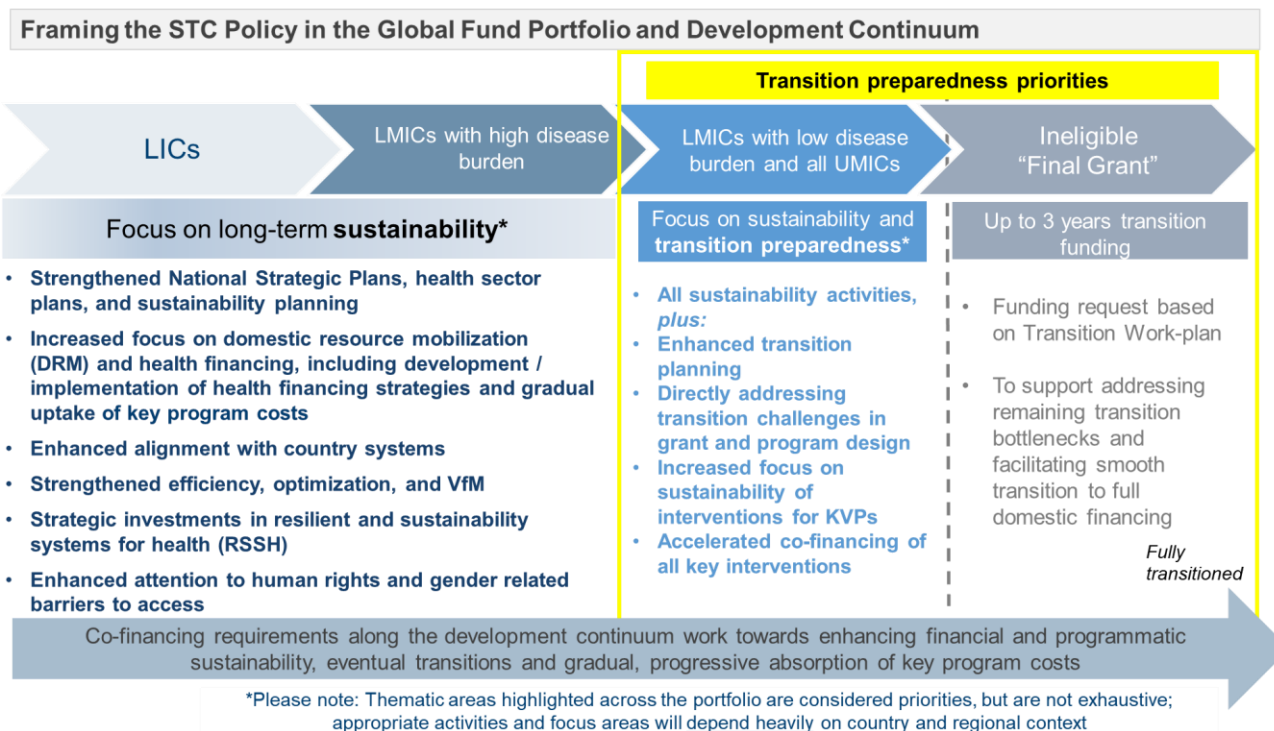 Framing the STC Policy in the Global Fund Portfolio and Development Continuum
Transition preparedness priorities
LICs
LMICs with high disease
burden
LMICs with low disease
burden and all UMICs
Ineligible
“Final Grant”
Focus on long-term sustainability*
• Strengthened National Strategic Plans, health sector
plans, and sustainability planning
• Increased focus on domestic resource mobilization
(DRM) and health financing, including development /
implementation of health financing strategies and gradual
uptake of key program costs
• Enhanced alignment with country systems
• Strengthened efficiency, optimization, and VfM
• Strategic investments in resilient and sustainability
systems for health (RSSH)
• Enhanced attention to human rights and gender related
barriers to access
Focus on sustainability and
transition preparedness*
• All sustainability activities,
plus:
• Enhanced transition
planning
• Directly addressing
transition challenges in
grant and program design
• Increased focus on
sustainability of
interventions for KVPs
• Accelerated co-financing of
all key interventions
Up to 3 years transition
funding
• Funding request based
on Transition Work-plan
• To support addressing
remaining transition
bottlenecks and
facilitating smooth
transition to full
domestic financing
Fully
transitioned
Co-financing requirements along the development continuum work towards enhancing financial and programmatic
sustainability, eventual transitions and gradual, progressive absorption of key program costs
*Please note: Thematic areas highlighted across the portfolio are considered priorities, but are not exhaustive;
appropriate activities and focus areas will depend heavily on country and regional context